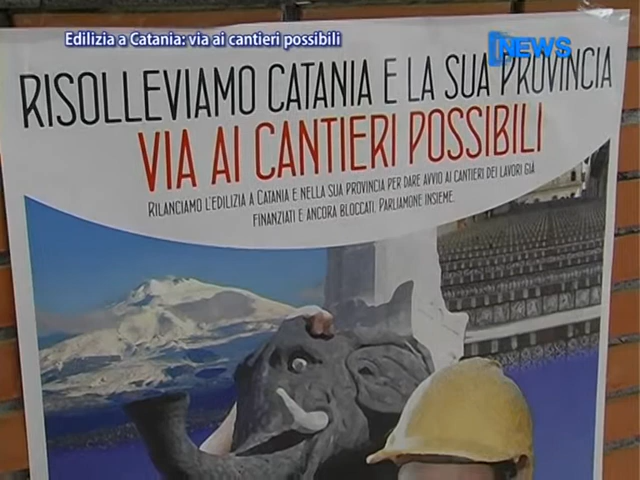 Edilizia a Catania: via ai cantieri possibili
NEWS
RISOLLEVIAMO CATANIA E LA SUA PROVINCIA
VIA AI CANTIERI POSSIBILI
RILANCIAMO L'EDILIZIA A CATANIA E NELLA SUA PROVINCIA PER DARE AVVIO AI CANTIERI DEI LAVORI GIÀ
FINANZIATI E ANCORA BLOCCATI. PARLIAMONE INSIEME.